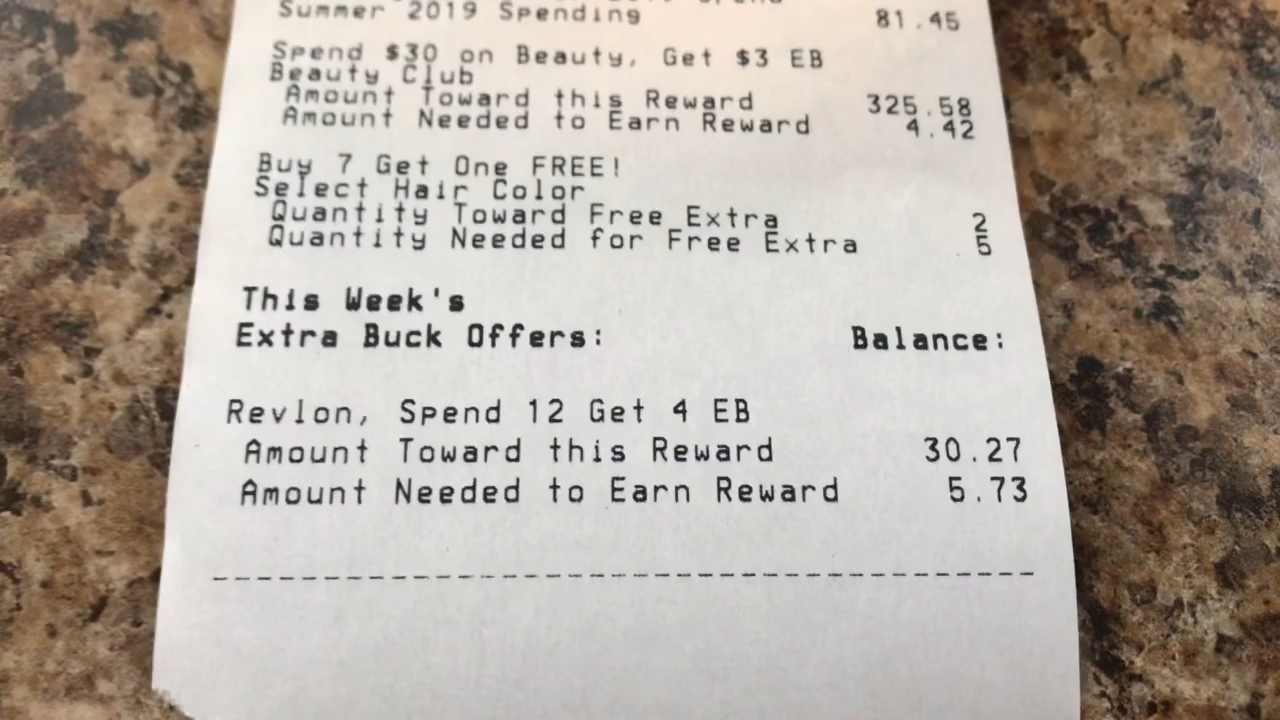 Summer 2019 Spending 81.45
Spend $30 on Beauty, Get $3 EB
Beauty Club
Amount Toward this Reward 325.58
Amount Needed to Earn Reward 4.42
Buy 7 Get One FREE!
Select Hair Color
Quantity Toward Free Extra 2
Quantity Needed for Free Extra 5
This Week's
Extra Buck Offers: Balance:
Revlon, Spend 12 Get 4 EB
Amount Toward this Reward 30.27
Amount Needed to Earn Reward 5.73